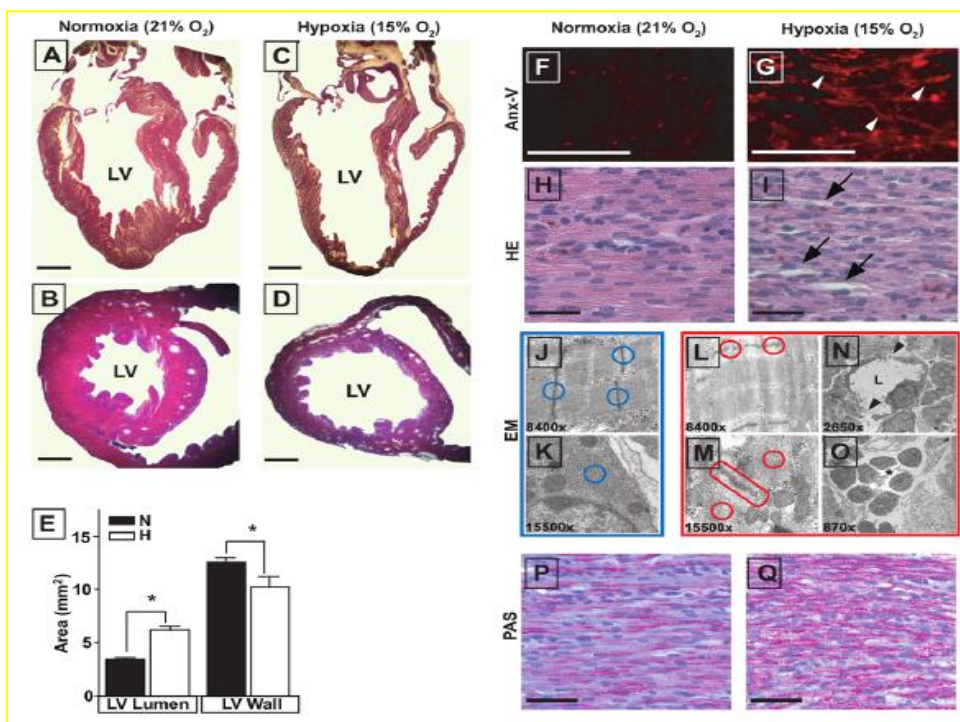 Normoxia (21% O₂) Hypoxia (15% O₂)
A C
LV LV
B D
LV LV
E
N
H
Area (mm²)
15
10
5
0
* *
LV Lumen LV Wall
Normoxia (21% O₂) Hypoxia (15% O₂)
Anx-V
F G
HE
H I
EM
J L N
L
8400x 8400x 2650x
K M O
*
15500x 15500x 870x
PAS
P Q